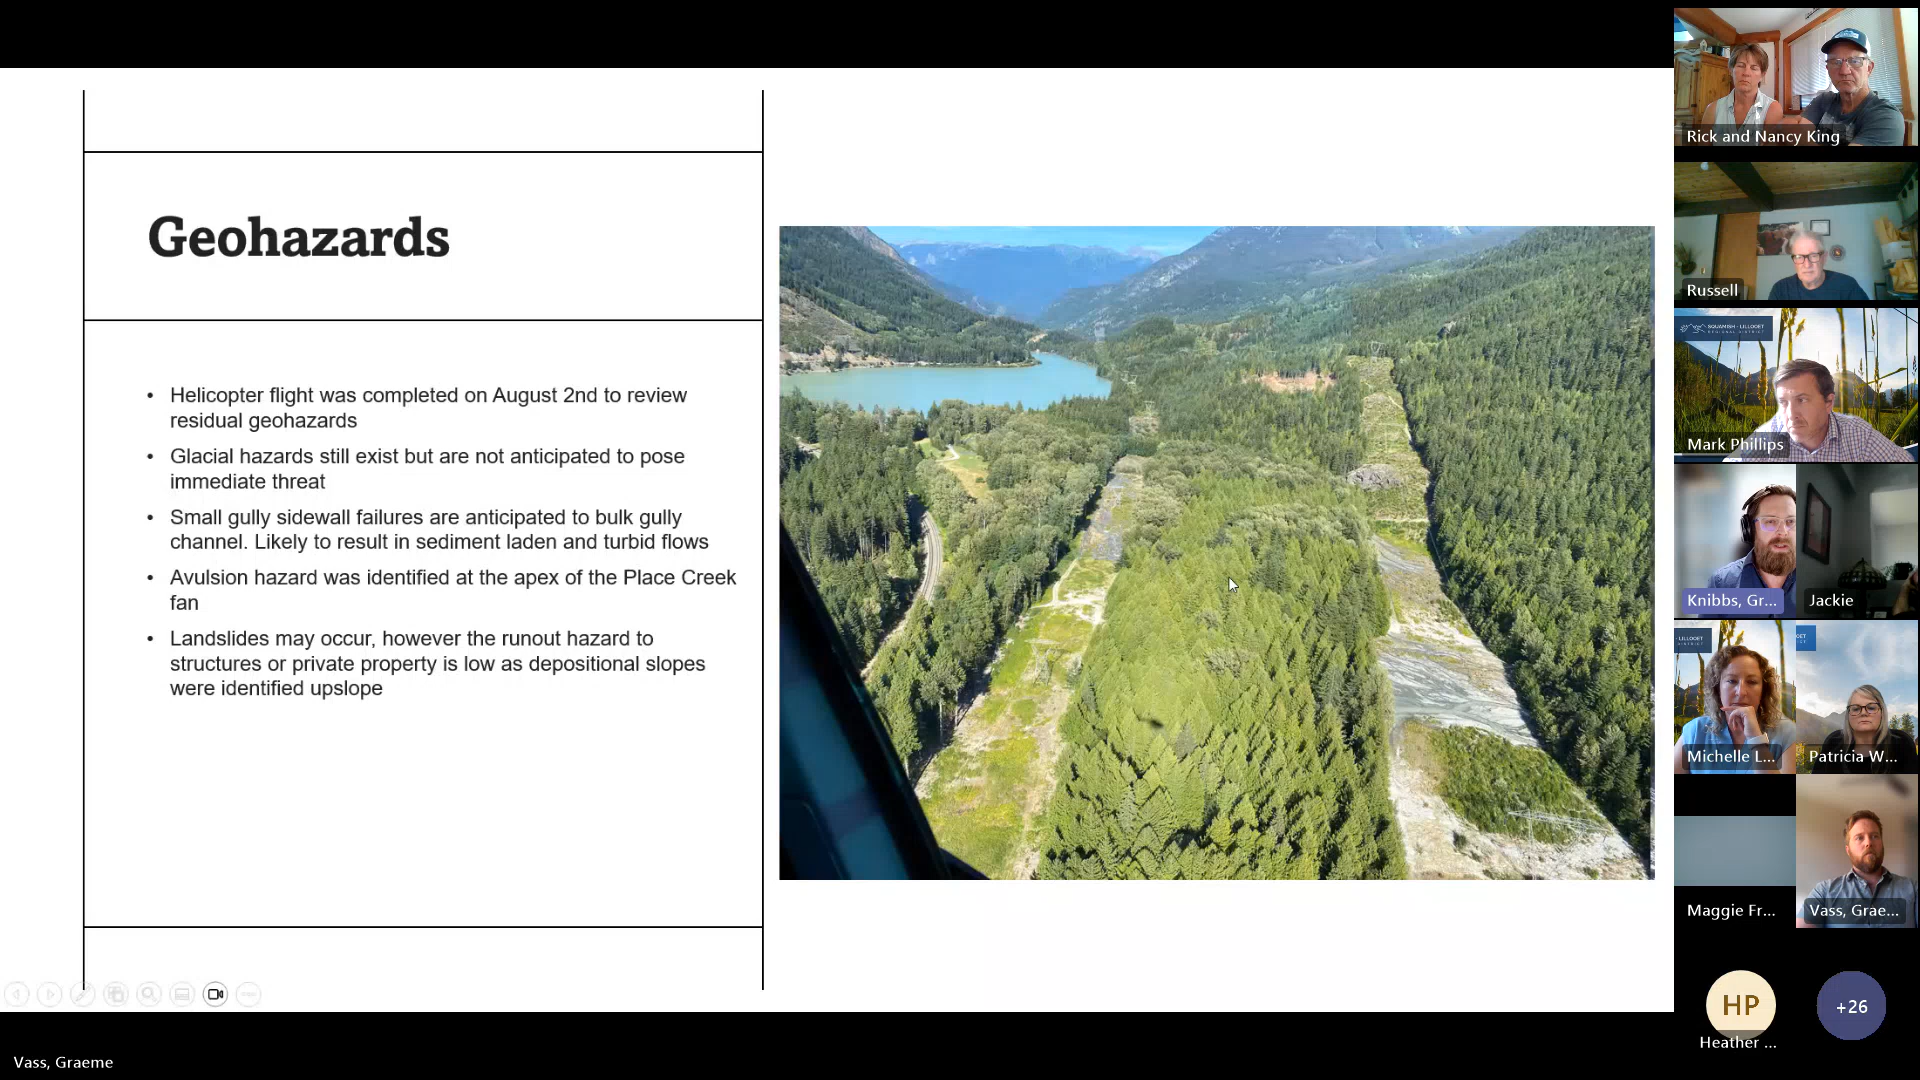 Geohazards
• Helicopter flight was completed on August 2nd to review
residual geohazards
• Glacial hazards still exist but are not anticipated to pose
immediate threat
• Small gully sidewall failures are anticipated to bulk gully
channel. Likely to result in sediment laden and turbid flows
• Avulsion hazard was identified at the apex of the Place Creek
fan
• Landslides may occur, however the runout hazard to
structures or private property is low as depositional slopes
were identified upslope
Vass, Graeme
Rick and Nancy King
Russell
SQUAMISH · LILLOOET
REGIONAL DISTRICT
Mark Phillips
Knibbs, Gr...
Jackie
Michelle L...
Patricia W...
Maggie Fr...
Vass, Grae...
HP
Heather ...
+26